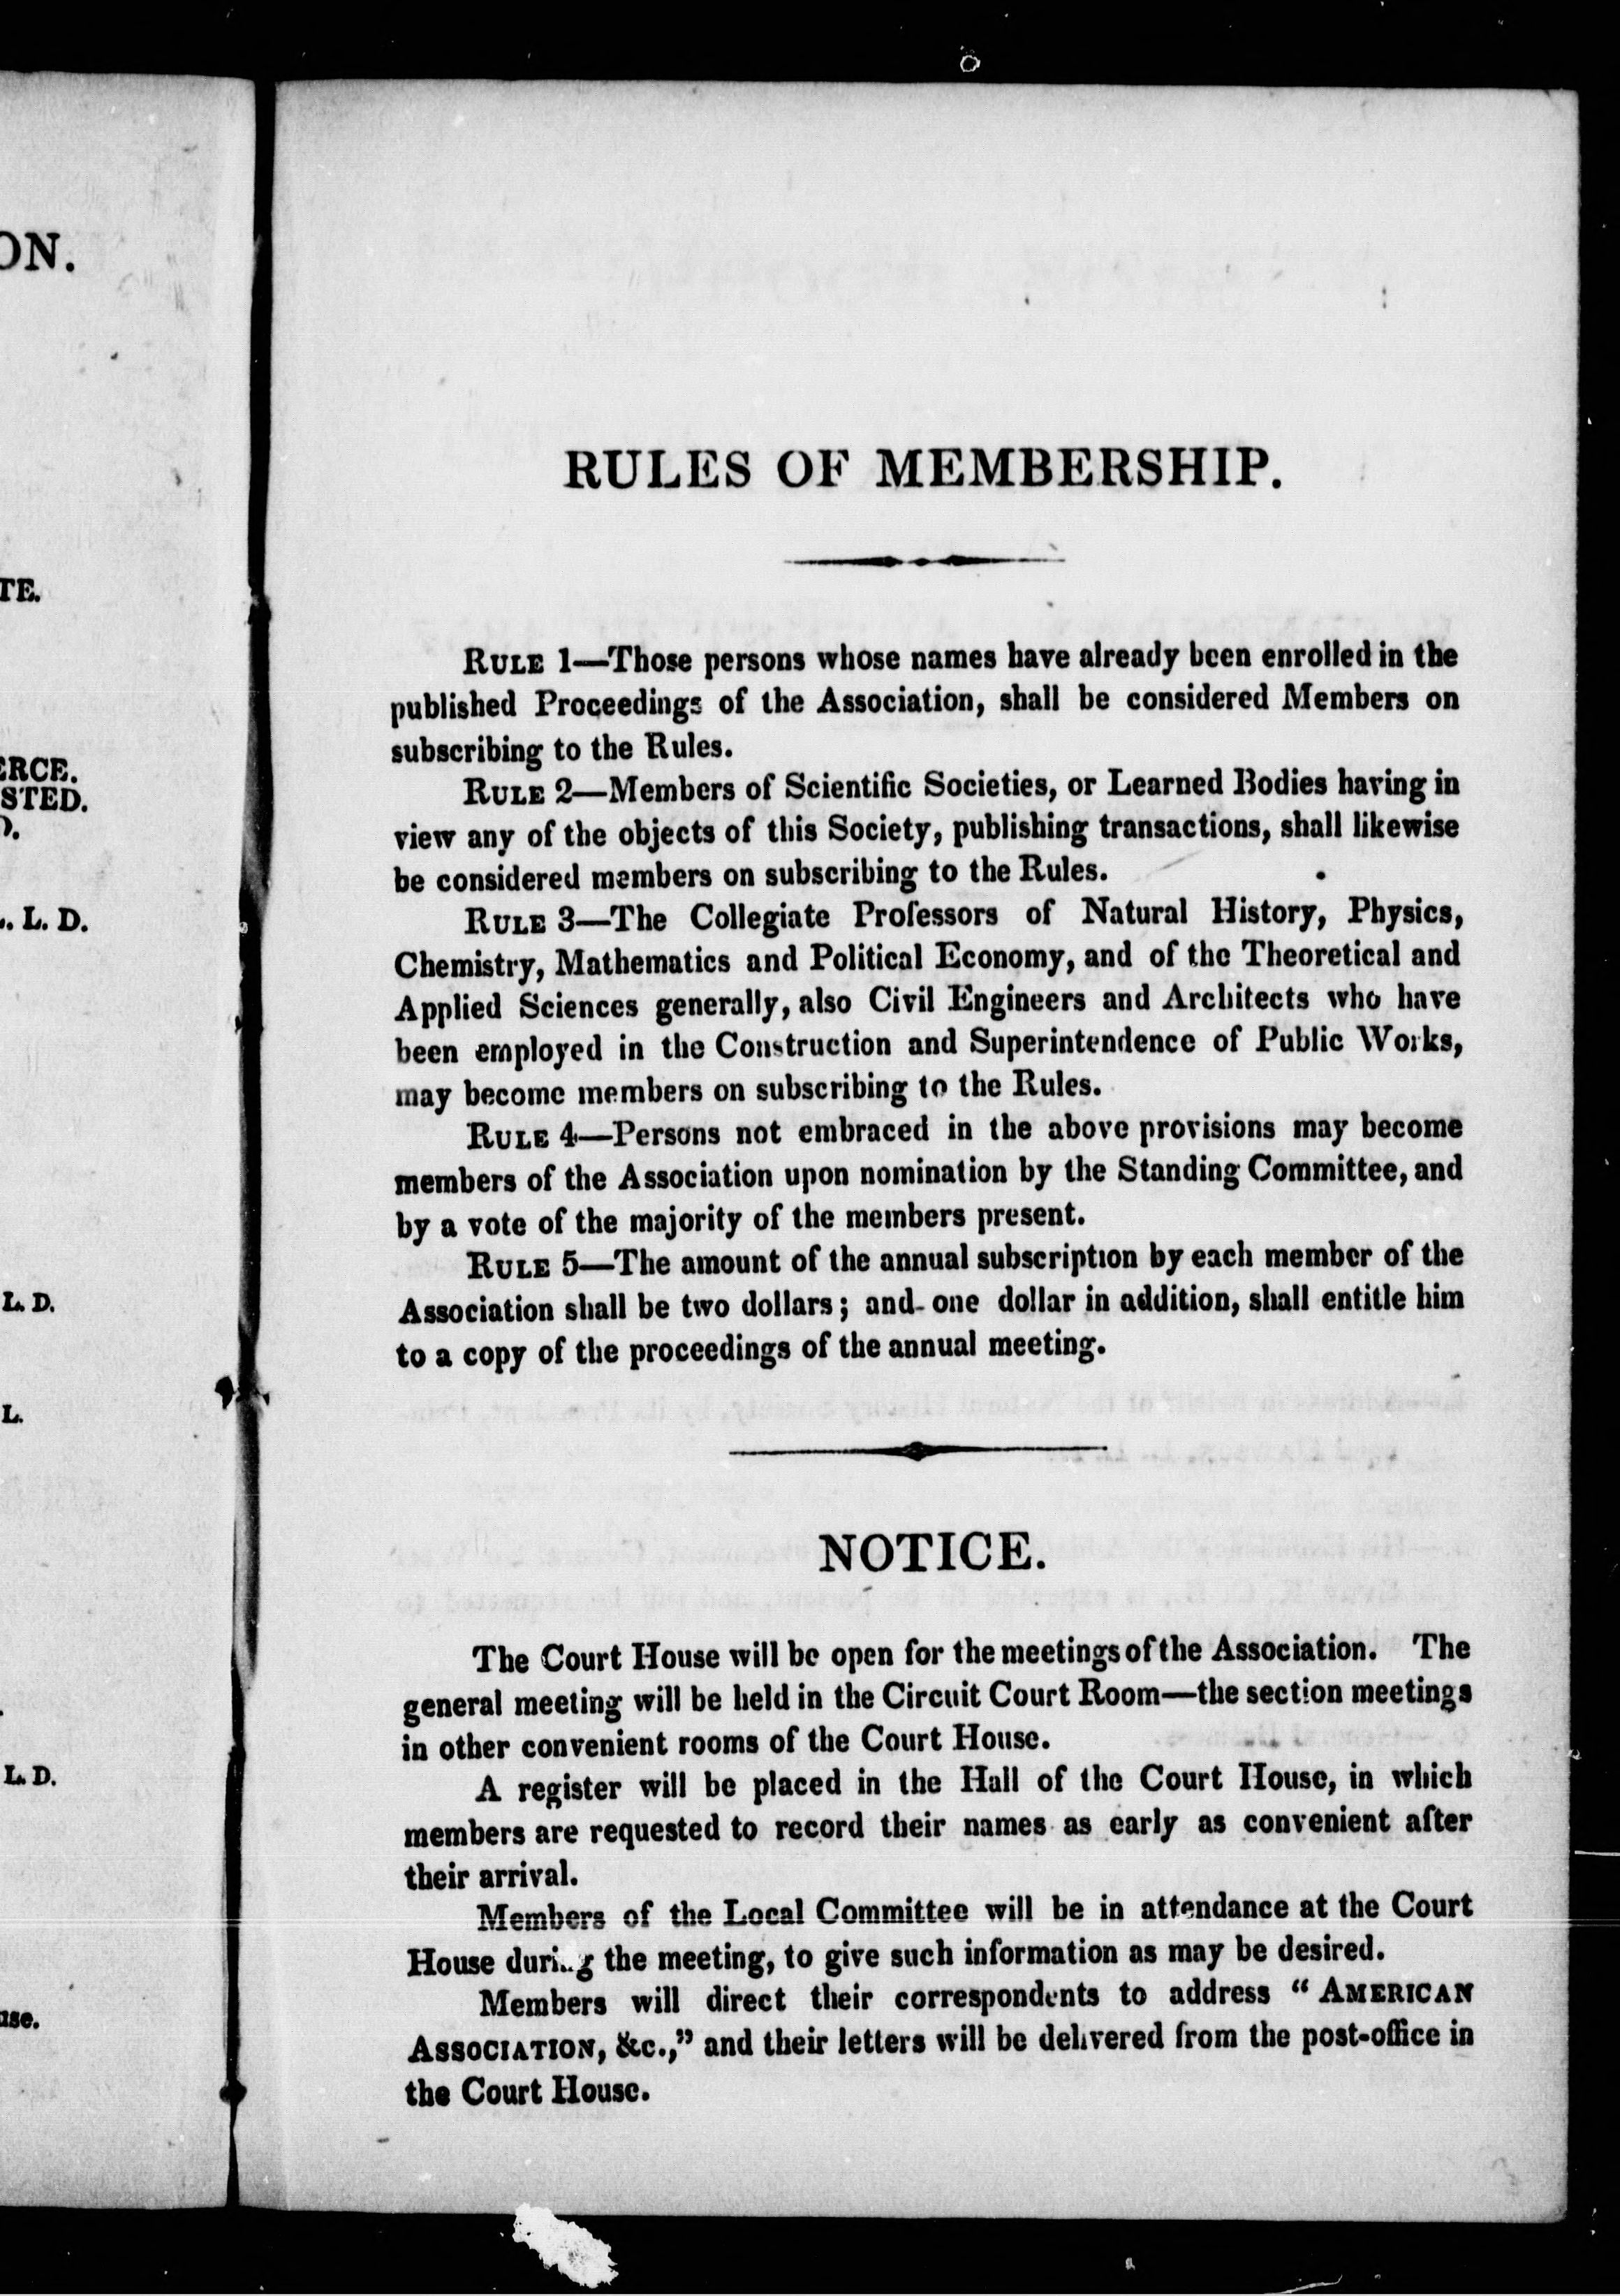 ON.
TE.
ERCE.
STED.
L. D.
L. D.
L.
L. D.
use.
RULES OF MEMBERSHIP.
RULE 1—Those persons whose names have already been enrolled in the
published Proceedings of the Association, shall be considered Members on
subscribing to the Rules.
RULE 2—Members of Scientific Societies, or Learned Bodies having in
view any of the objects of this Society, publishing transactions, shall likewise
be considered members on subscribing to the Rules.
RULE 3—The Collegiate Professors of Natural History, Physics,
Chemistry, Mathematics and Political Economy, and of the Theoretical and
Applied Sciences generally, also Civil Engineers and Architects who have
been employed in the Construction and Superintendence of Public Works,
may become members on subscribing to the Rules.
RULE 4—Persons not embraced in the above provisions may become
members of the Association upon nomination by the Standing Committee, and
by a vote of the majority of the members present.
RULE 5—The amount of the annual subscription by each member of the
Association shall be two dollars; and one dollar in addition, shall entitle him
to a copy of the proceedings of the annual meeting.
NOTICE.
The Court House will be open for the meetings of the Association. The
general meeting will be held in the Circuit Court Room—the section meetings
in other convenient rooms of the Court House.
A register will be placed in the Hall of the Court House, in which
members are requested to record their names as early as convenient after
their arrival.
Members of the Local Committee will be in attendance at the Court
House during the meeting, to give such information as may be desired.
Members will direct their correspondents to address "AMERICAN
ASSOCIATION, &c.," and their letters will be delivered from the post-office in
the Court House.